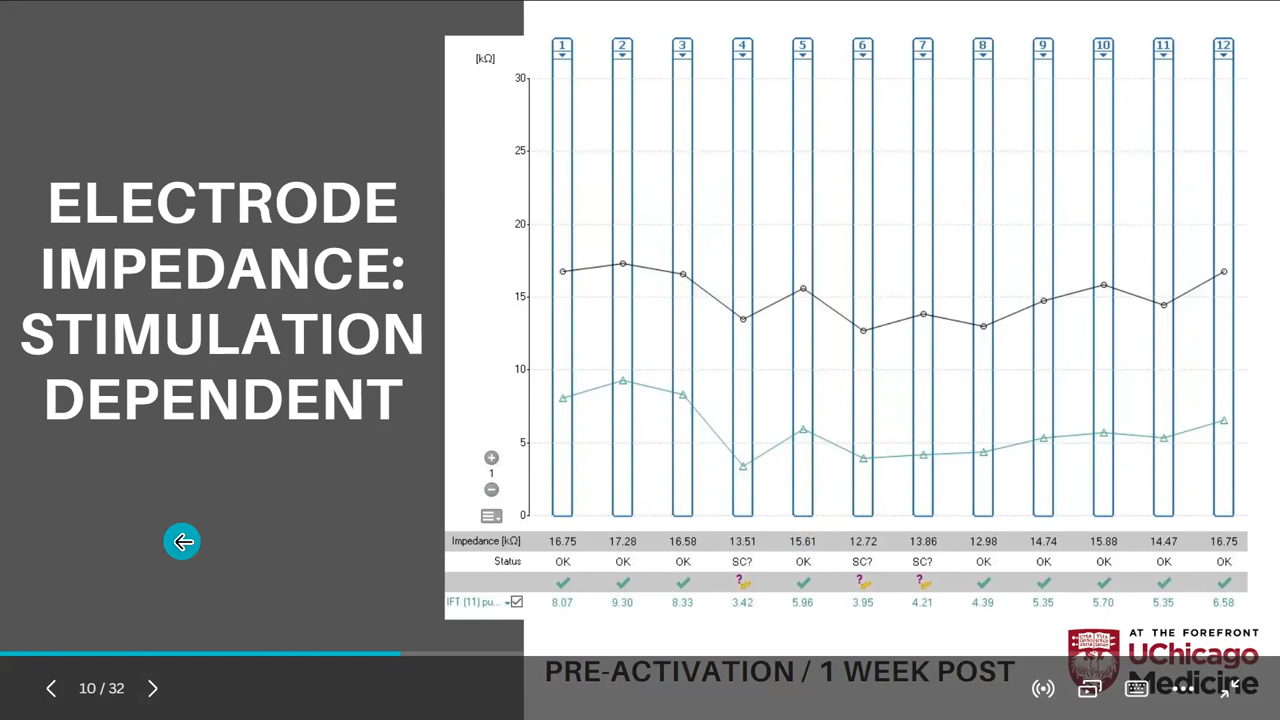 ELECTRODE
IMPEDANCE:
STIMULATION
DEPENDENT
[kΩ]
1 2 3 4 5 6 7 8 9 10 11 12
30
25
20
15
10
5
0
1
Impedance [kΩ] 16.75 17.28 16.58 13.51 15.61 12.72 13.86 12.98 14.74 15.88 14.47 16.75
Status OK OK OK SC? OK SC? SC? OK OK OK OK OK
? ? ?
IFT (11) pu... 8.07 9.30 8.33 3.42 5.96 3.95 4.21 4.39 5.35 5.70 5.35 6.58
PRE-ACTIVATION / 1 WEEK POST
AT THE FOREFRONT
UChicago
Medicine
10 / 32